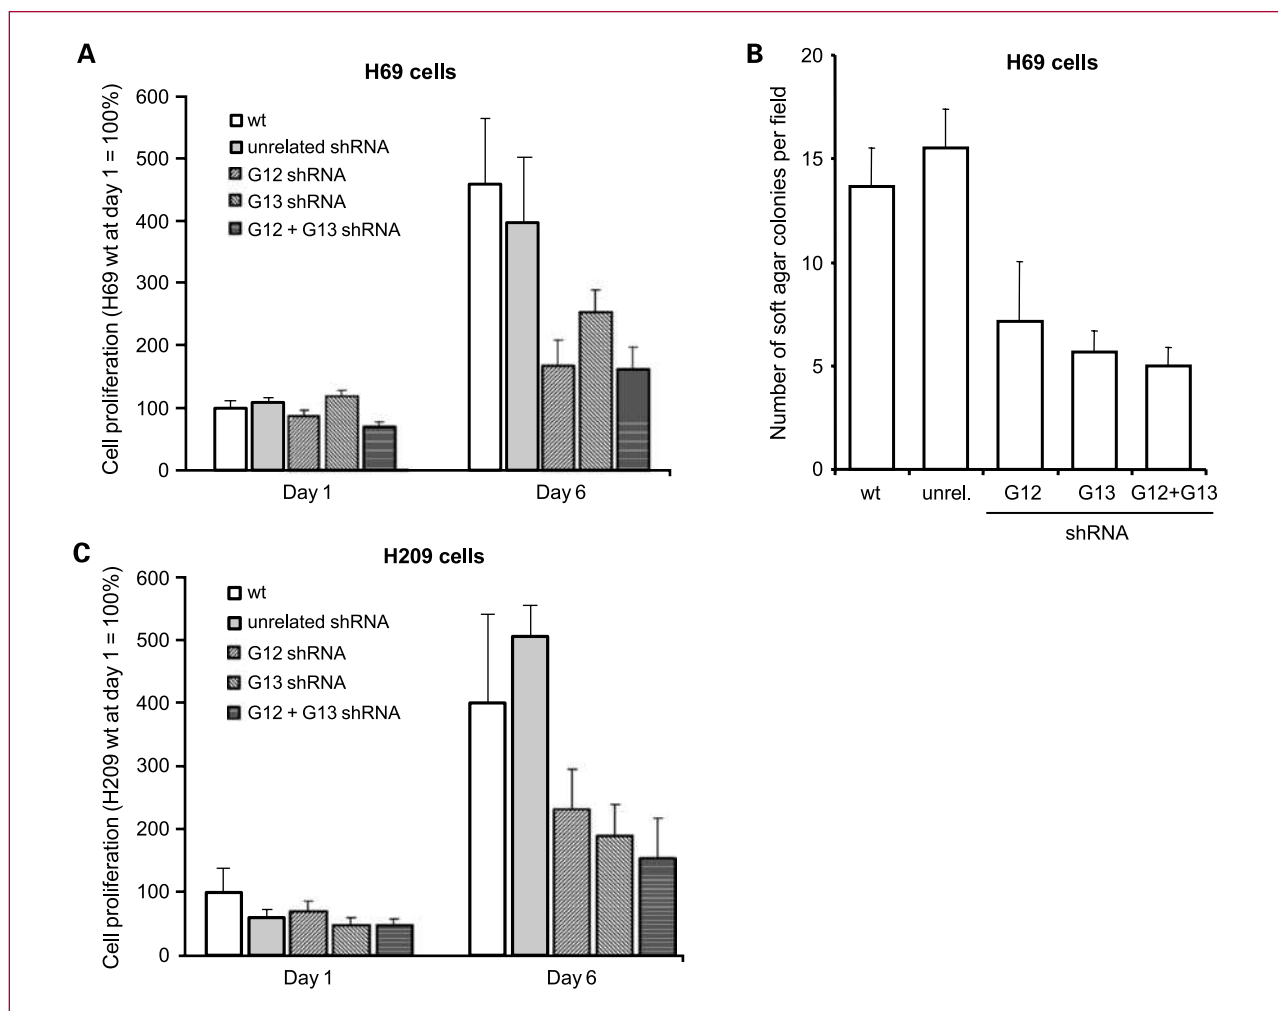 A
H69 cells
600
500
400
300
200
100
0
Cell proliferation (H69 wt at day 1 = 100%)
wt
unrelated shRNA
G12 shRNA
G13 shRNA
G12 + G13 shRNA
Day 1
Day 6
B
H69 cells
20
15
10
5
0
Number of soft agar colonies per field
wt
unrel.
G12
G13
G12+G13
shRNA
C
H209 cells
600
500
400
300
200
100
0
Cell proliferation (H209 wt at day 1 = 100%)
wt
unrelated shRNA
G12 shRNA
G13 shRNA
G12 + G13 shRNA
Day 1
Day 6